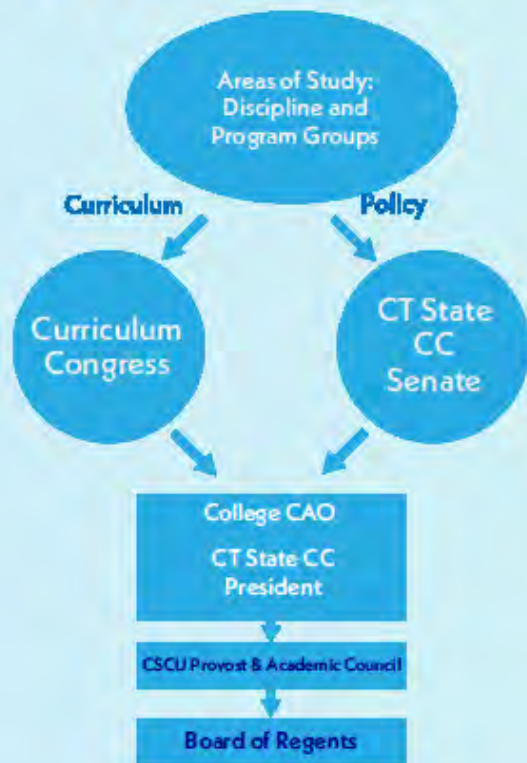 Areas of Study:
Discipline and
Program Groups
Curriculum
Policy
Curriculum
Congress
CT State
CC
Senate
College CAO
CT State CC
President
CSCU Provost & Academic Council
Board of Regents